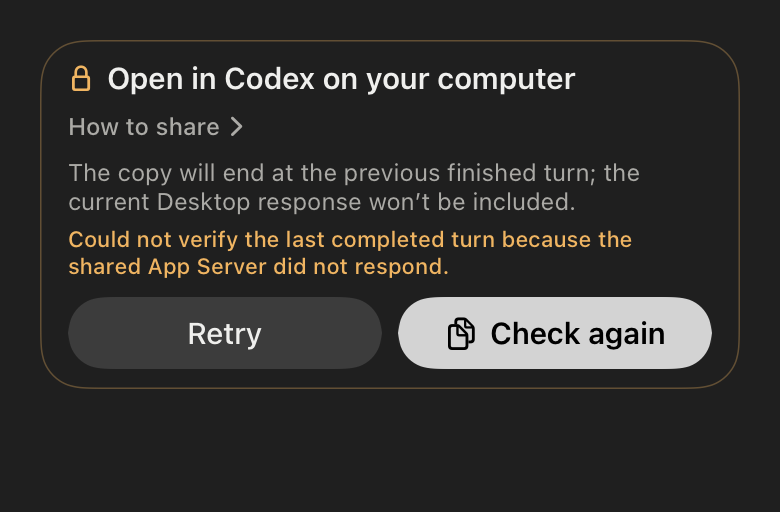 Open in Codex on your computer
How to share
The copy will end at the previous finished turn; the
current Desktop response won’t be included.
Could not verify the last completed turn because the
shared App Server did not respond.
Retry
Check again